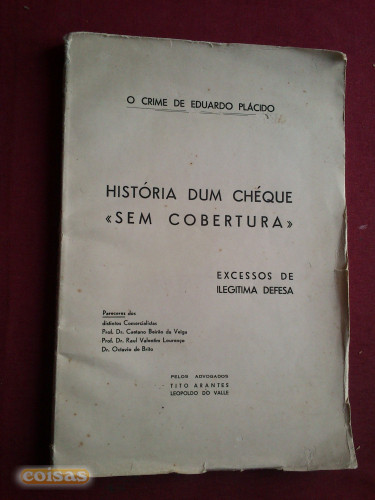 O CRIME DE EDUARDO PLÁCIDO
HISTÓRIA DUM CHÉQUE
«SEM COBERTURA»
EXCESSOS DE
ILEGITIMA DEFESA
Pareceres dos
distintos Comercialistas
Prof. Dr. Caetano Beirão da Veiga
Prof. Dr. Raul Valentim Lourenço
Dr. Octávio de Brito
PELOS ADVOGADOS
TITO ARANTES
LEOPOLDO DO VALLE
coisas